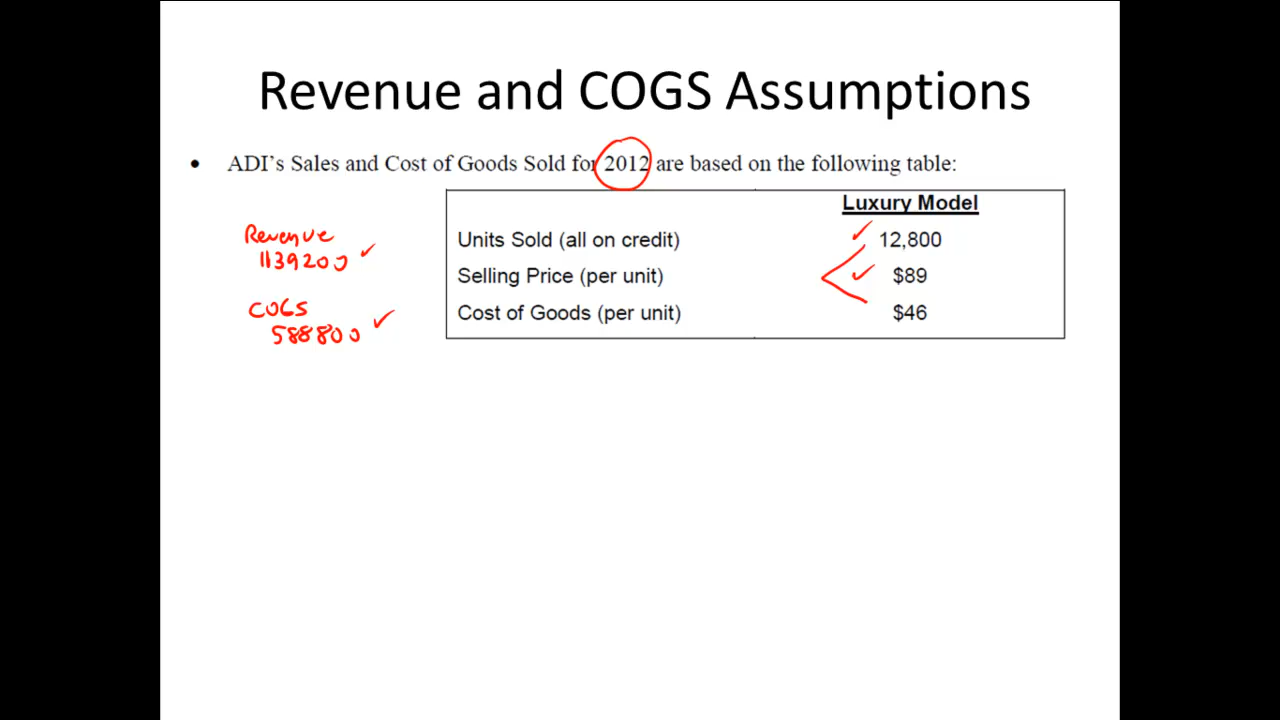 Revenue and COGS Assumptions
• ADI's Sales and Cost of Goods Sold for 2012 are based on the following table:
Luxury Model
Revenue
Units Sold (all on credit) 12,800
1139200
Selling Price (per unit) $89
COGS
Cost of Goods (per unit) $46
588800